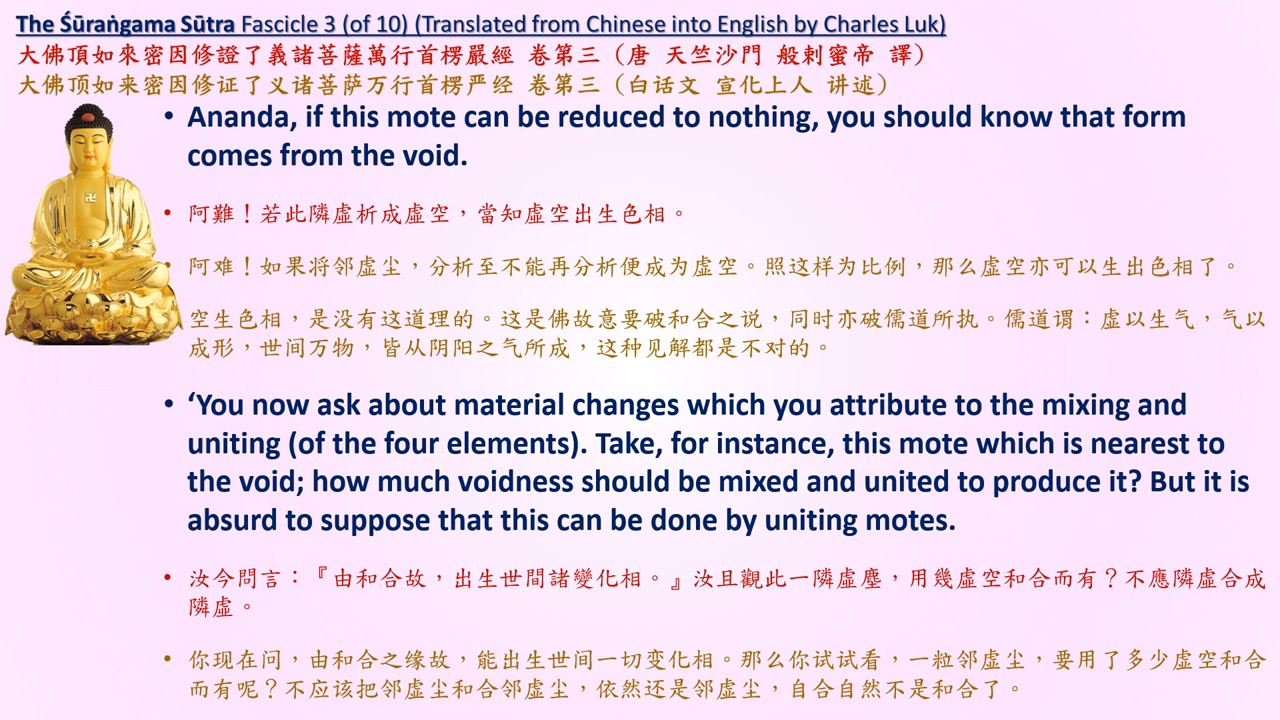 The Śūraṅgama Sūtra Fascicle 3 (of 10) (Translated from Chinese into English by Charles Luk)
大佛頂如來密因修證了義諸菩薩萬行首楞嚴經 卷第三（唐 天竺沙門 般剌蜜帝 譯）
大佛顶如来密因修证了义诸菩萨万行首楞严经 卷第三（白话文 宣化上人 讲述）
• Ananda, if this mote can be reduced to nothing, you should know that form
comes from the void.
• 阿難！若此隣虛析成虛空，當知虛空出生色相。
• 阿难！如果将邻虚尘，分析至不能再分析便成为虚空。照这样为比例，那么虚空亦可以生出色相了。
空生色相，是没有这道理的。这是佛故意要破和合之说，同时亦破儒道所执。儒道谓：虚以生气，气以
成形，世间万物，皆从阴阳之气所成，这种见解都是不对的。
• ‘You now ask about material changes which you attribute to the mixing and
uniting (of the four elements). Take, for instance, this mote which is nearest to
the void; how much voidness should be mixed and united to produce it? But it is
absurd to suppose that this can be done by uniting motes.
• 汝今問言：『由和合故，出生世間諸變化相。』汝且觀此一隣虛塵，用幾虛空和合而有？不應隣虛合成
隣虛。
• 你现在问，由和合之缘故，能出生世间一切变化相。那么你试试看，一粒邻虚尘，要用了多少虚空和合
而有呢？不应该把邻虚尘和合邻虚尘，依然还是邻虚尘，自合自然不是和合了。